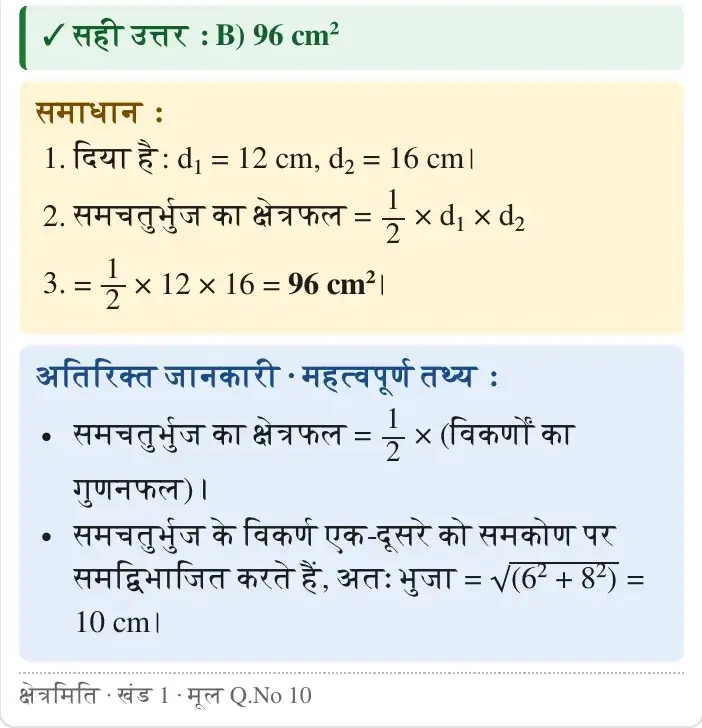 ✓ सही उत्तर : B) 96 cm²
समाधान :
1. दिया है: d₁ = 12 cm, d₂ = 16 cm।
2. समचतुर्भुज का क्षेत्रफल = 1/2 × d₁ × d₂
3. = 1/2 × 12 × 16 = 96 cm²।
अतिरिक्त जानकारी · महत्वपूर्ण तथ्य :
• समचतुर्भुज का क्षेत्रफल = 1/2 × (विकर्णों का
गुणनफल)।
• समचतुर्भुज के विकर्ण एक-दूसरे को समकोण पर
समद्विभाजित करते हैं, अतः भुजा = √(6² + 8²) =
10 cm।
क्षेत्रमिति · खंड 1 · मूल Q.No 10